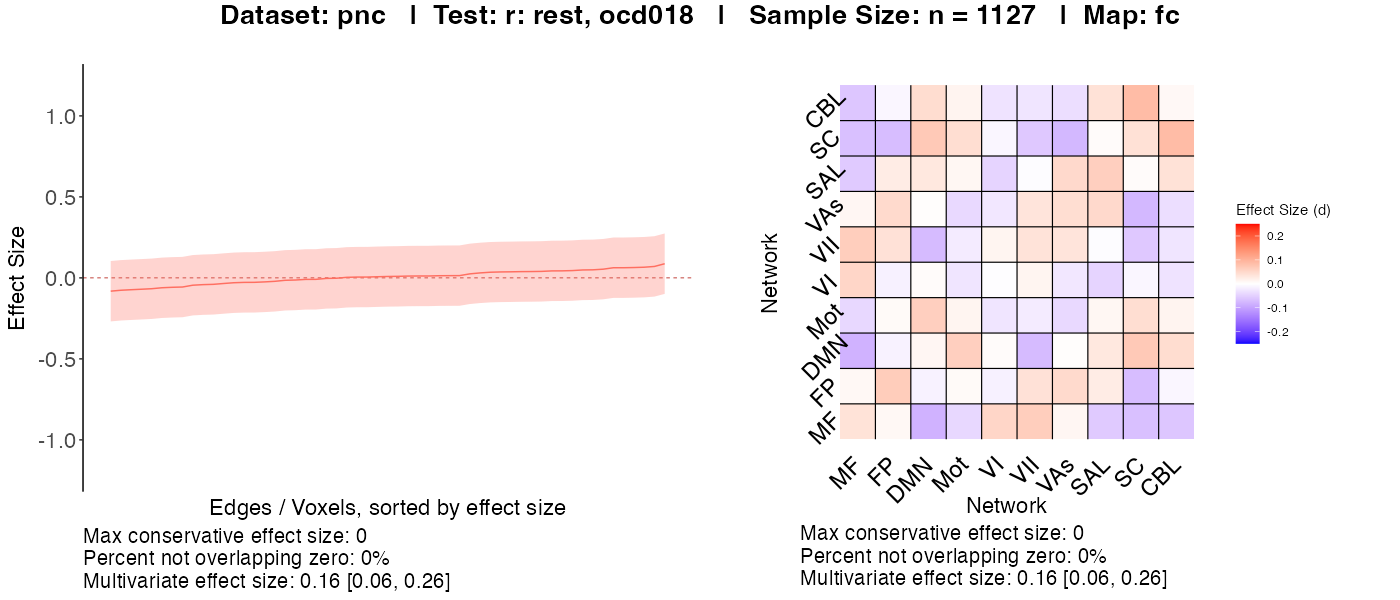 Dataset: pnc | Test: r: rest, ocd018 | Sample Size: n = 1127 | Map: fc
Effect Size
1.0
0.5
0.0
-0.5
-1.0
Edges / Voxels, sorted by effect size
Max conservative effect size: 0
Percent not overlapping zero: 0%
Multivariate effect size: 0.16 [0.06, 0.26]
Network
CBL
SC
SAL
VAs
VII
VI
Mot
DMN
FP
MF
MF
FP
DMN
Mot
VI
VII
VAs
SAL
SC
CBL
Network
Max conservative effect size: 0
Percent not overlapping zero: 0%
Multivariate effect size: 0.16 [0.06, 0.26]
Effect Size (d)
0.2
0.1
0.0
-0.1
-0.2